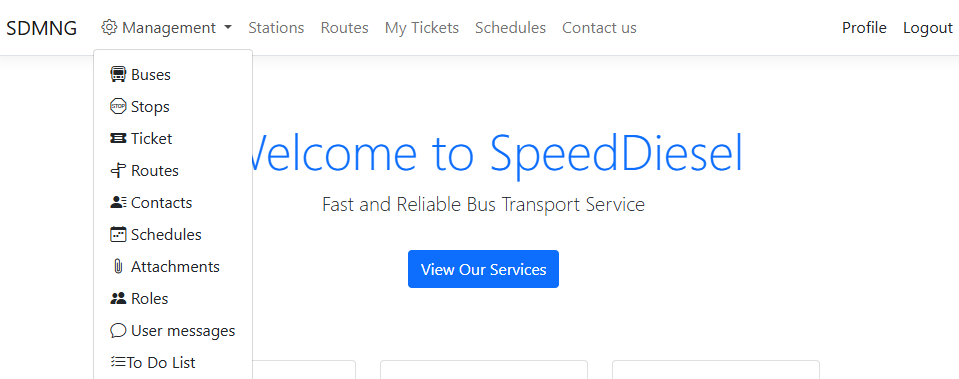 SDMNG Management Stations Routes My Tickets Schedules Contact us Profile Logout
Buses
STOP Stops
Ticket
Routes
Contacts
Schedules
Attachments
Roles
User messages
To Do List
Welcome to SpeedDiesel
Fast and Reliable Bus Transport Service
View Our Services